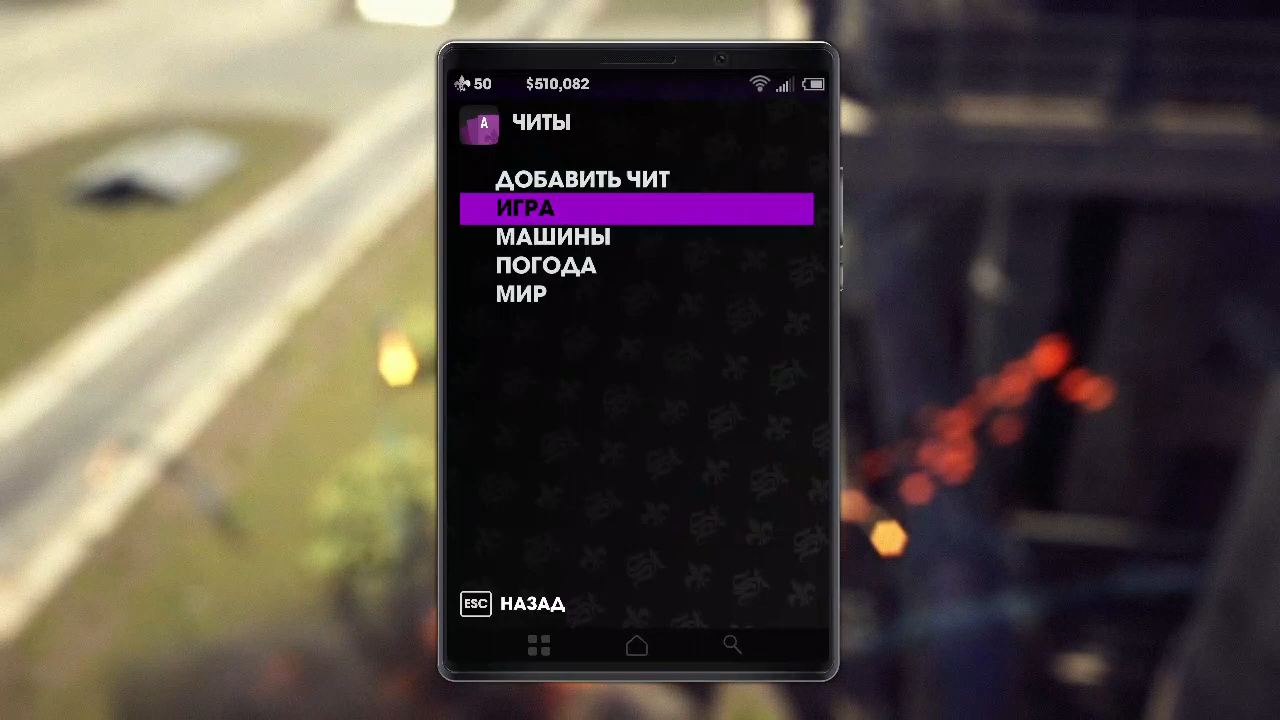 50 $510,082
A ЧИТЫ
ДОБАВИТЬ ЧИТ
ИГРА
МАШИНЫ
ПОГОДА
МИР
ESC НАЗАД